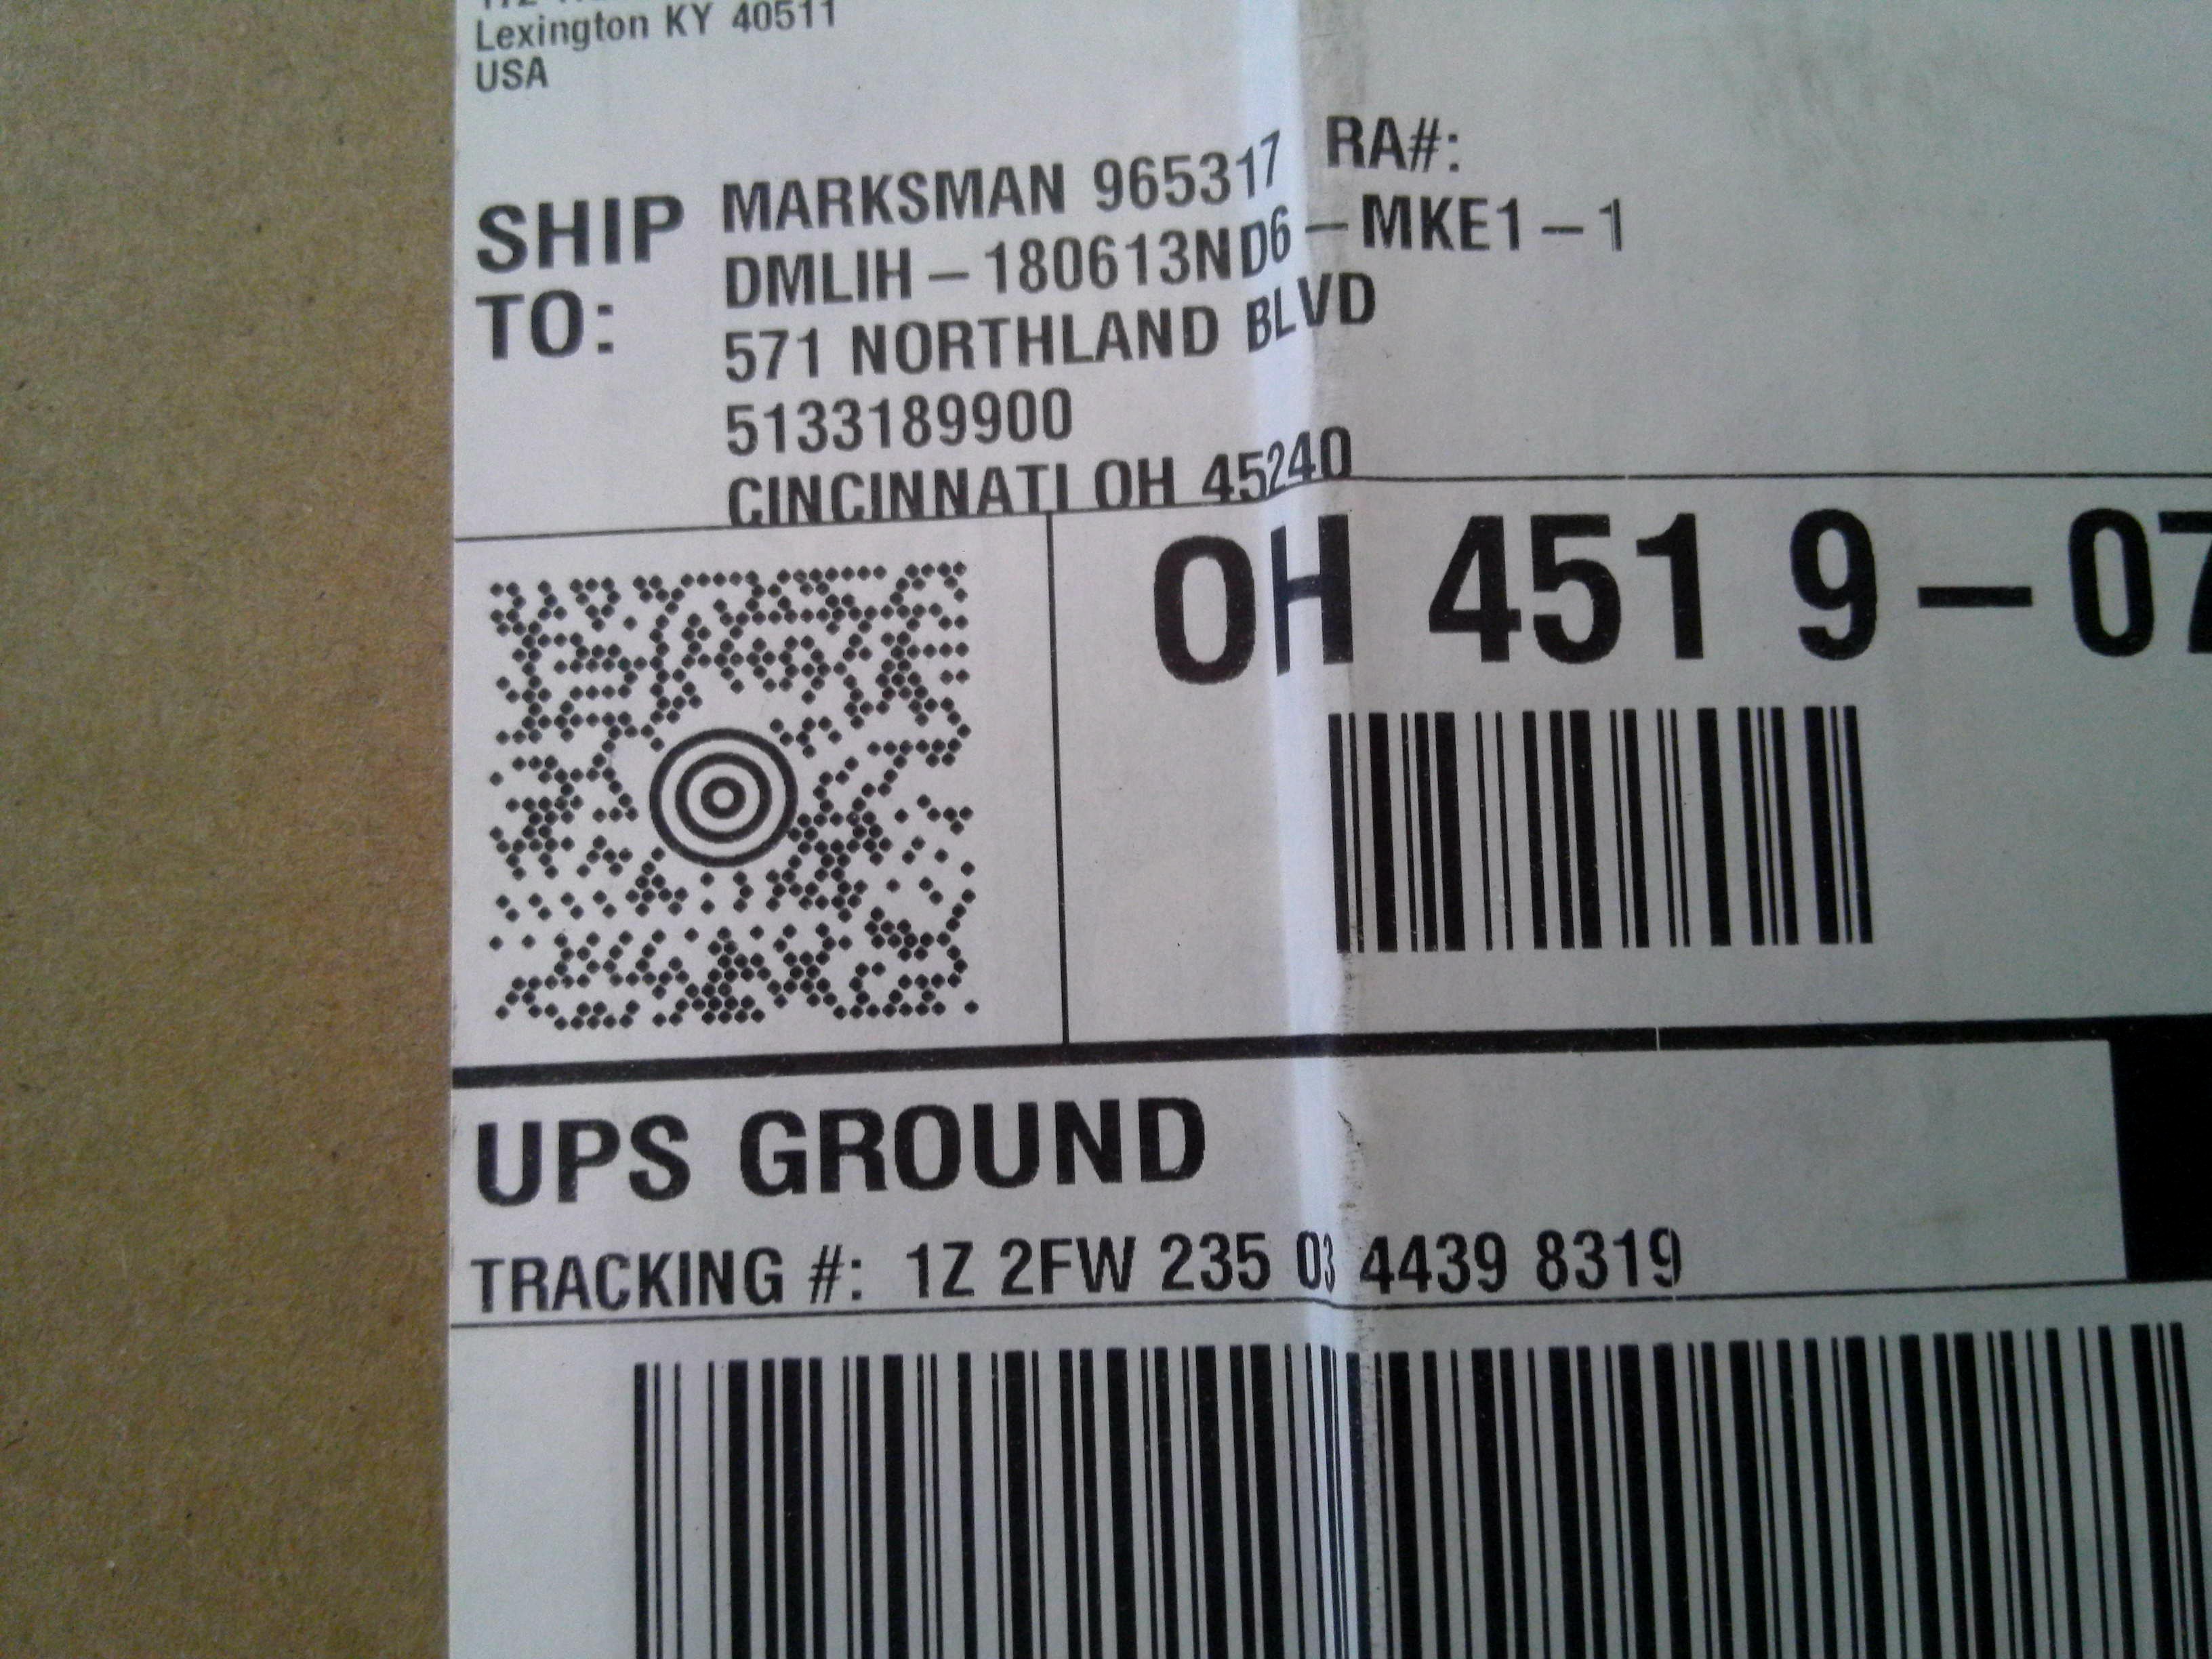 Lexington KY 40511
USA
SHIP TO:
MARKSMAN 965317 RA#:
DMLIH - 180613ND6 - MKE1 - 1
571 NORTHLAND BLVD
5133189900
CINCINNATI OH 45240
OH 451 9 - 07
UPS GROUND
TRACKING #: 1Z 2FW 235 03 4439 8319